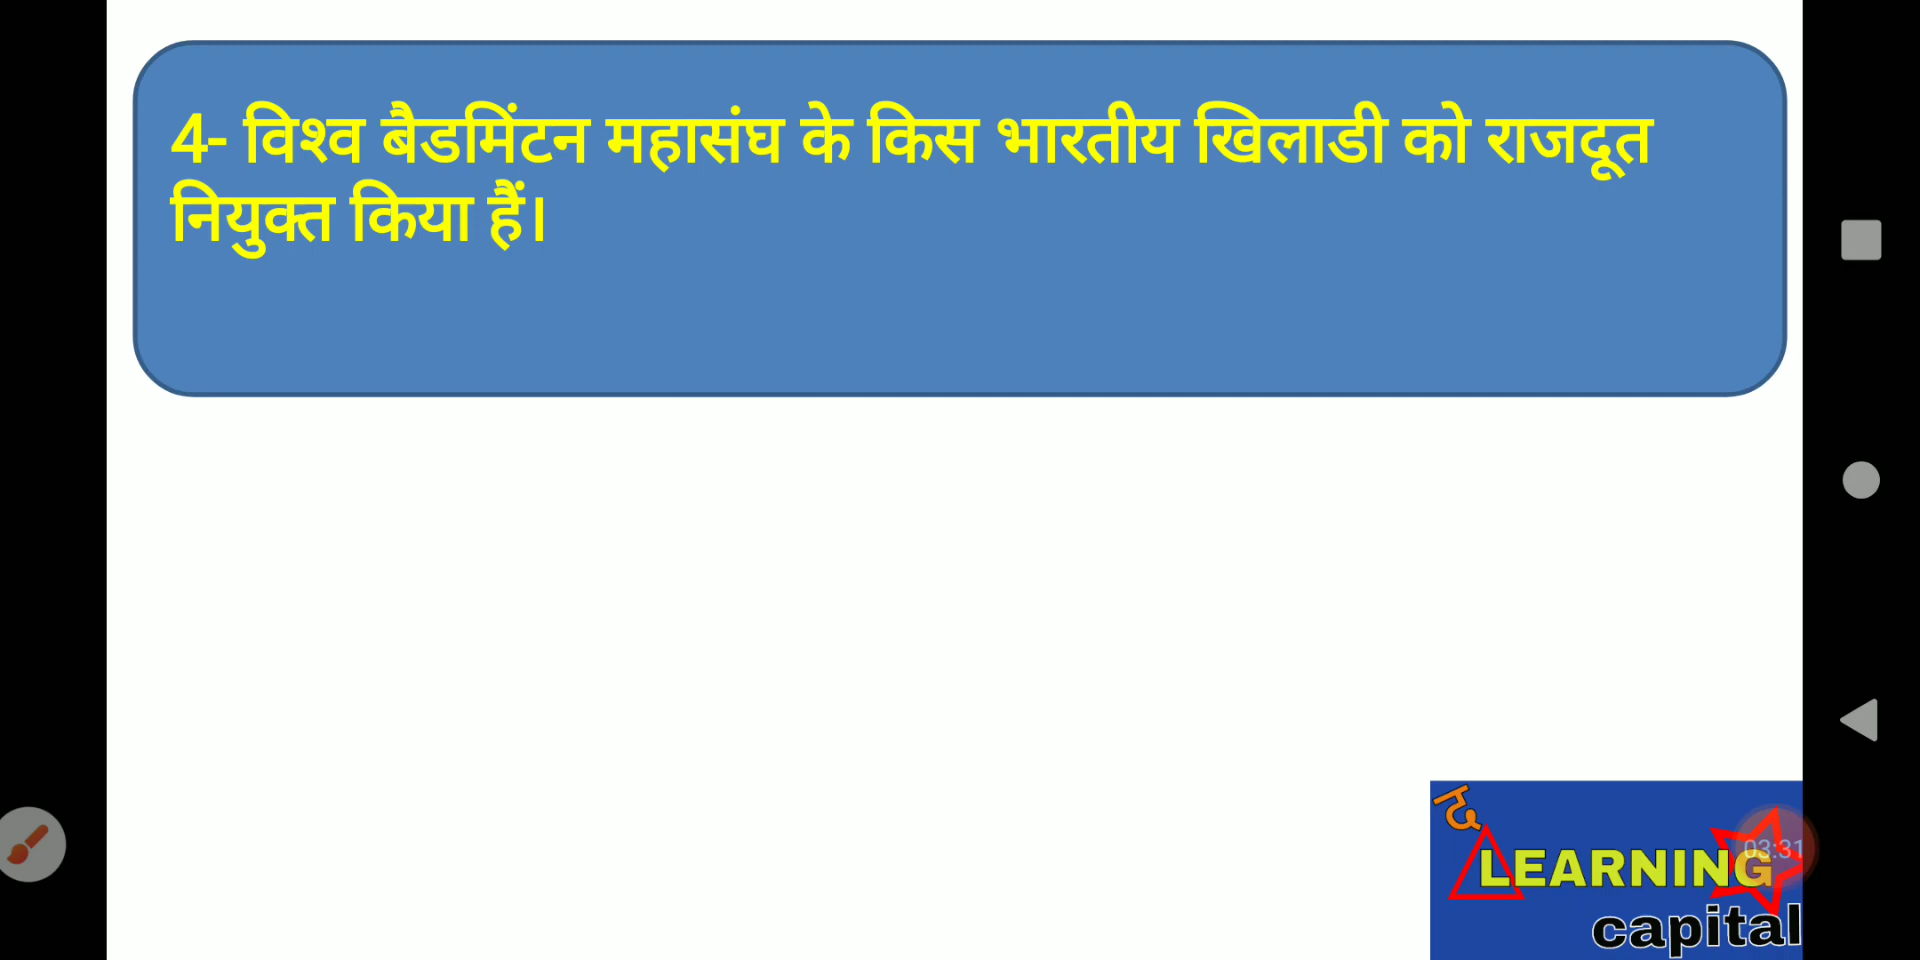 4- विश्व बैडमिंटन महासंघ के किस भारतीय खिलाडी को राजदूत
नियुक्त किया हैं।
द
LEARNING
03:31
capital